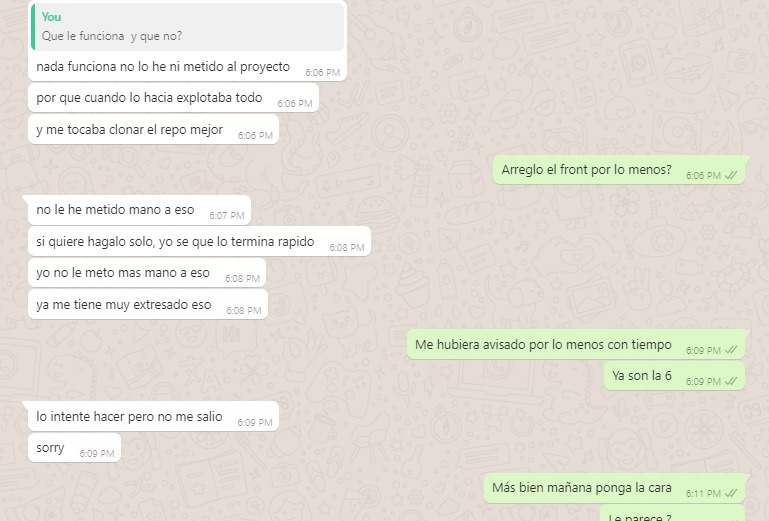 You
Que le funciona y que no?
nada funciona no lo he ni metido al proyecto
6:06 PM
por que cuando lo hacia explotaba todo
6:06 PM
y me tocaba clonar el repo mejor
6:06 PM
Arreglo el front por lo menos?
6:06 PM
no le he metido mano a eso
6:07 PM
si quiere hagalo solo, yo se que lo termina rapido
6:08 PM
yo no le meto mas mano a eso
6:08 PM
ya me tiene muy extresado eso
6:08 PM
Me hubiera avisado por lo menos con tiempo
6:09 PM
Ya son la 6
6:09 PM
lo intente hacer pero no me salio
6:09 PM
sorry
6:09 PM
Más bien mañana ponga la cara
6:11 PM
Le parece ?